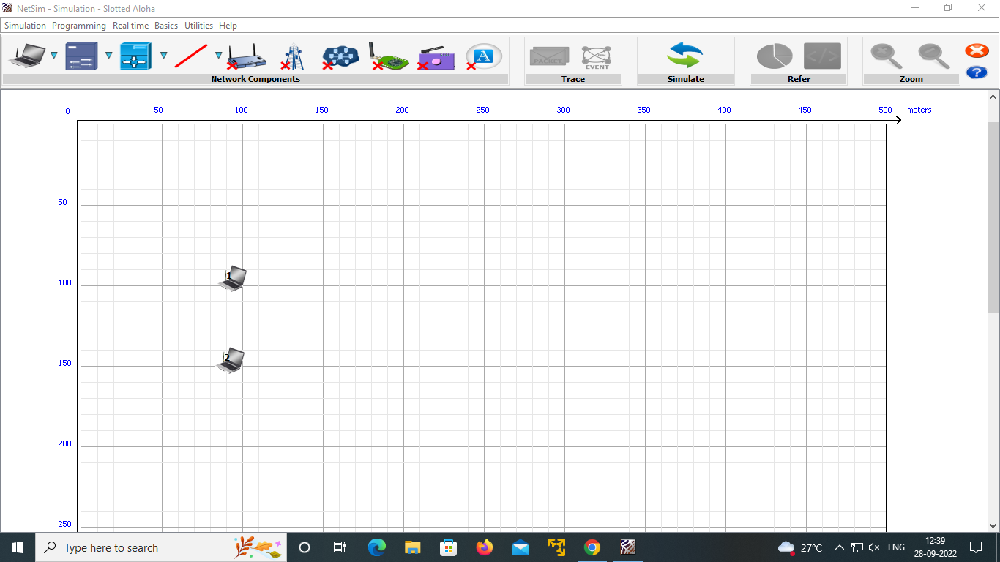 NetSim - Simulation - Slotted Aloha
Simulation Programming Real time Basics Utilities Help
A
PACKET EVENT
Network Components Trace Simulate Refer Zoom
0 50 100 150 200 250 300 350 400 450 500 meters
50
1
100
2
150
200
250
Type here to search 27°C ENG 12:39
28-09-2022